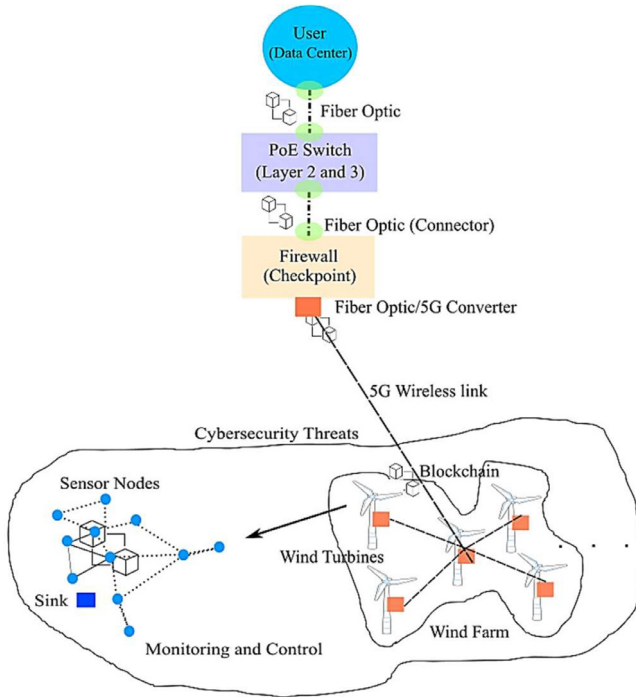 User
(Data Center)
Fiber Optic
PoE Switch
(Layer 2 and 3)
Fiber Optic (Connector)
Firewall
(Checkpoint)
Fiber Optic/5G Converter
5G Wireless link
Cybersecurity Threats
Blockchain
Sensor Nodes
Wind Turbines
Sink
Wind Farm
Monitoring and Control